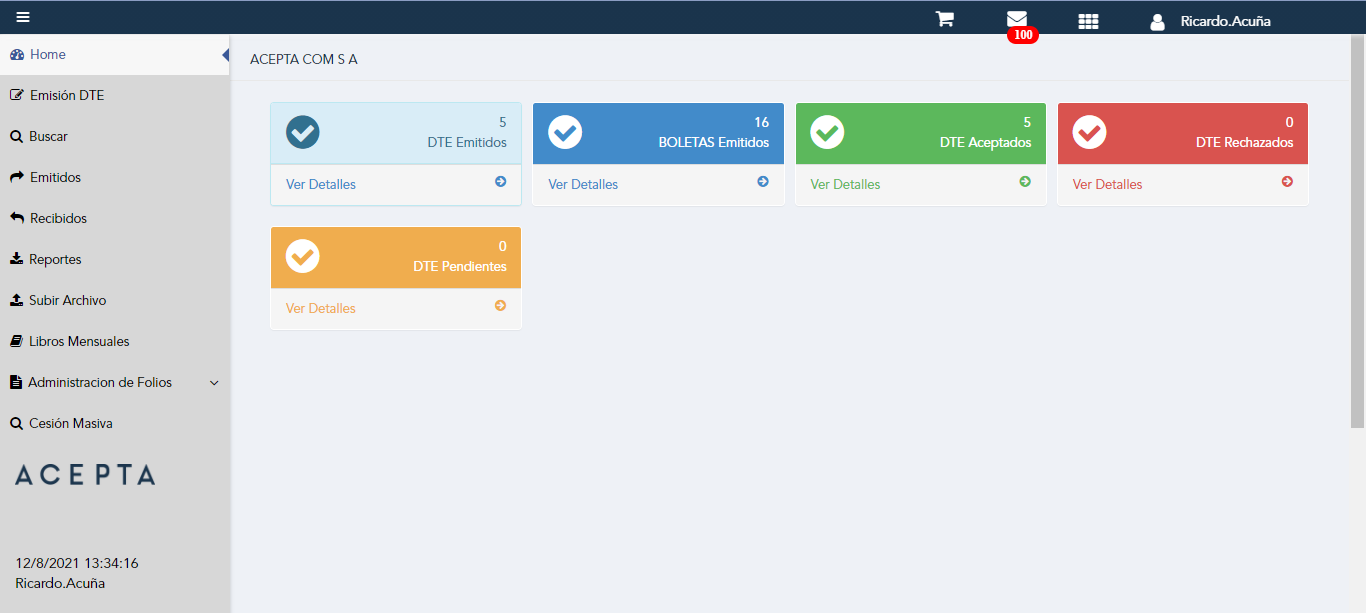 Ricardo.Acuña
100
Home
ACEPTA COM S A
Emisión DTE
Buscar
Emitidos
Recibidos
Reportes
Subir Archivo
Libros Mensuales
Administracion de Folios
Cesión Masiva
ACEPTA
12/8/2021 13:34:16
Ricardo.Acuña
5
DTE Emitidos
Ver Detalles
16
BOLETAS Emitidos
Ver Detalles
5
DTE Aceptados
Ver Detalles
0
DTE Rechazados
Ver Detalles
0
DTE Pendientes
Ver Detalles